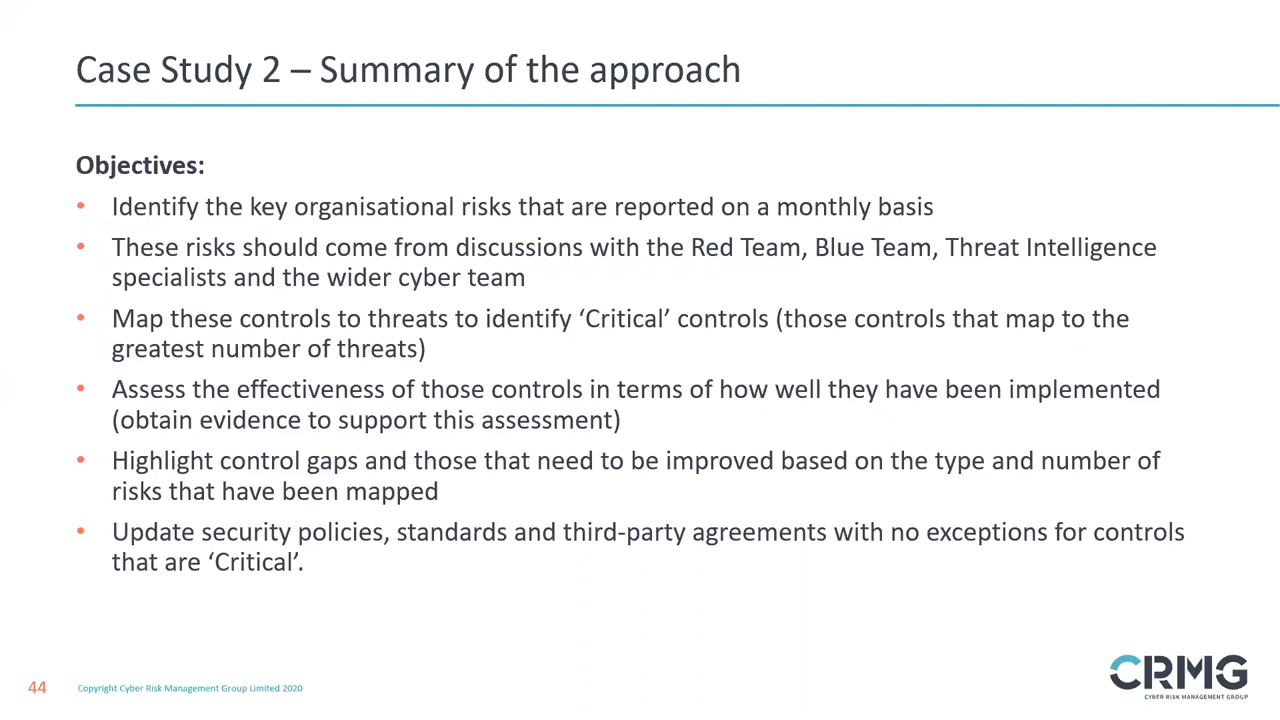 Case Study 2 – Summary of the approach
Objectives:
• Identify the key organisational risks that are reported on a monthly basis
• These risks should come from discussions with the Red Team, Blue Team, Threat Intelligence
specialists and the wider cyber team
• Map these controls to threats to identify ‘Critical’ controls (those controls that map to the
greatest number of threats)
• Assess the effectiveness of those controls in terms of how well they have been implemented
(obtain evidence to support this assessment)
• Highlight control gaps and those that need to be improved based on the type and number of
risks that have been mapped
• Update security policies, standards and third-party agreements with no exceptions for controls
that are ‘Critical’.
44
Copyright Cyber Risk Management Group Limited 2020
CRMG
CYBER RISK MANAGEMENT GROUP